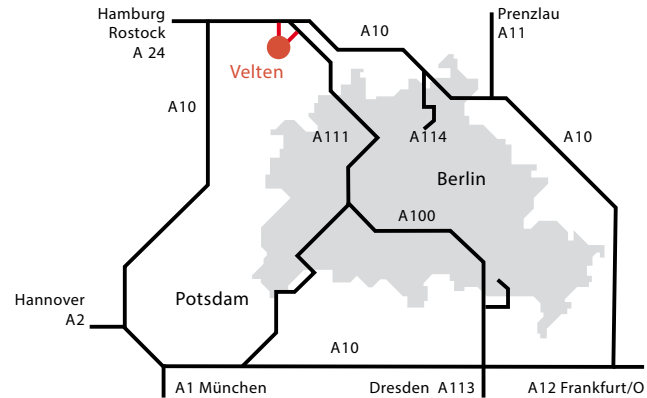 Hamburg
Rostock
A 24
Prenzlau
A11
A10
Velten
A10
A111
A114
A10
Berlin
A100
Hannover
A2
Potsdam
A10
A1 München
Dresden A113
A12 Frankfurt/O